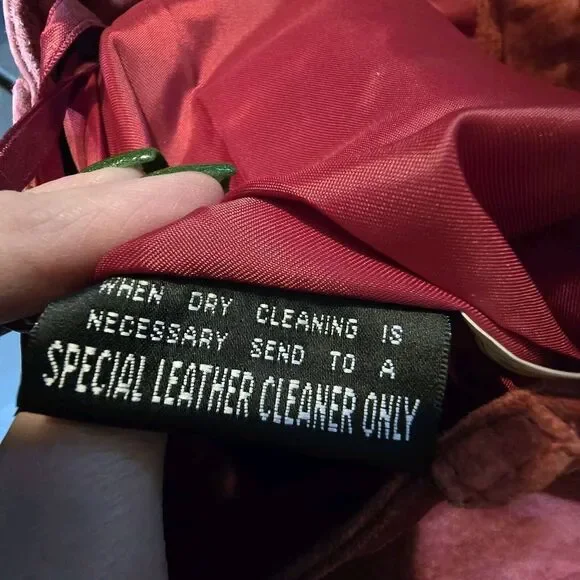 WHEN DRY CLEANING IS
NECESSARY SEND TO A
SPECIAL LEATHER CLEANER ONLY